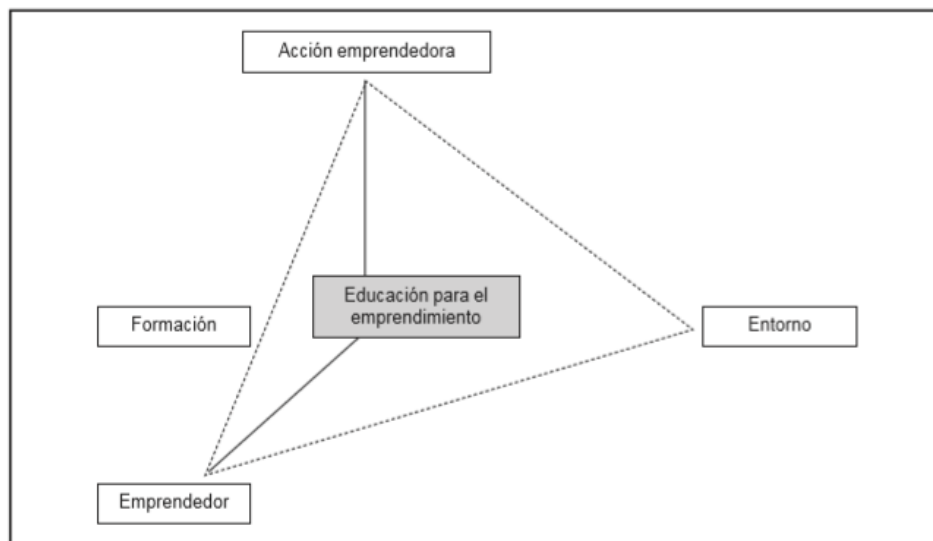 Acción emprendedora
Educación para el
emprendimiento
Formación
Entorno
Emprendedor